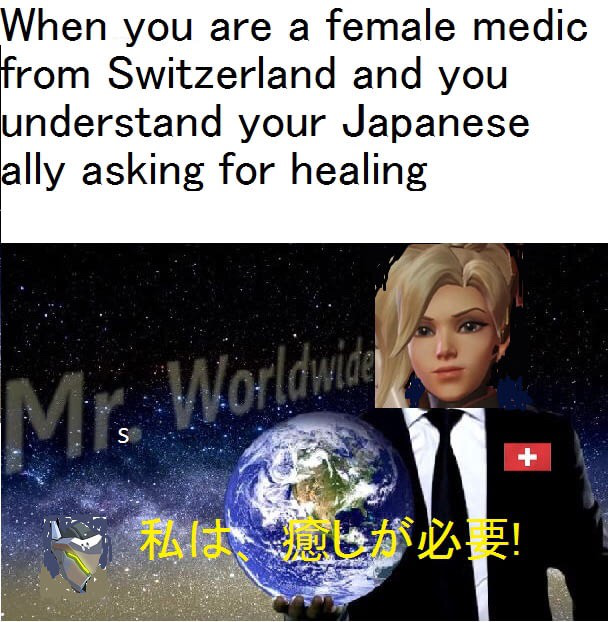 When you are a female medic
from Switzerland and you
understand your Japanese
ally asking for healing
Mr. Worldwide
s
私は、癒しが必要!